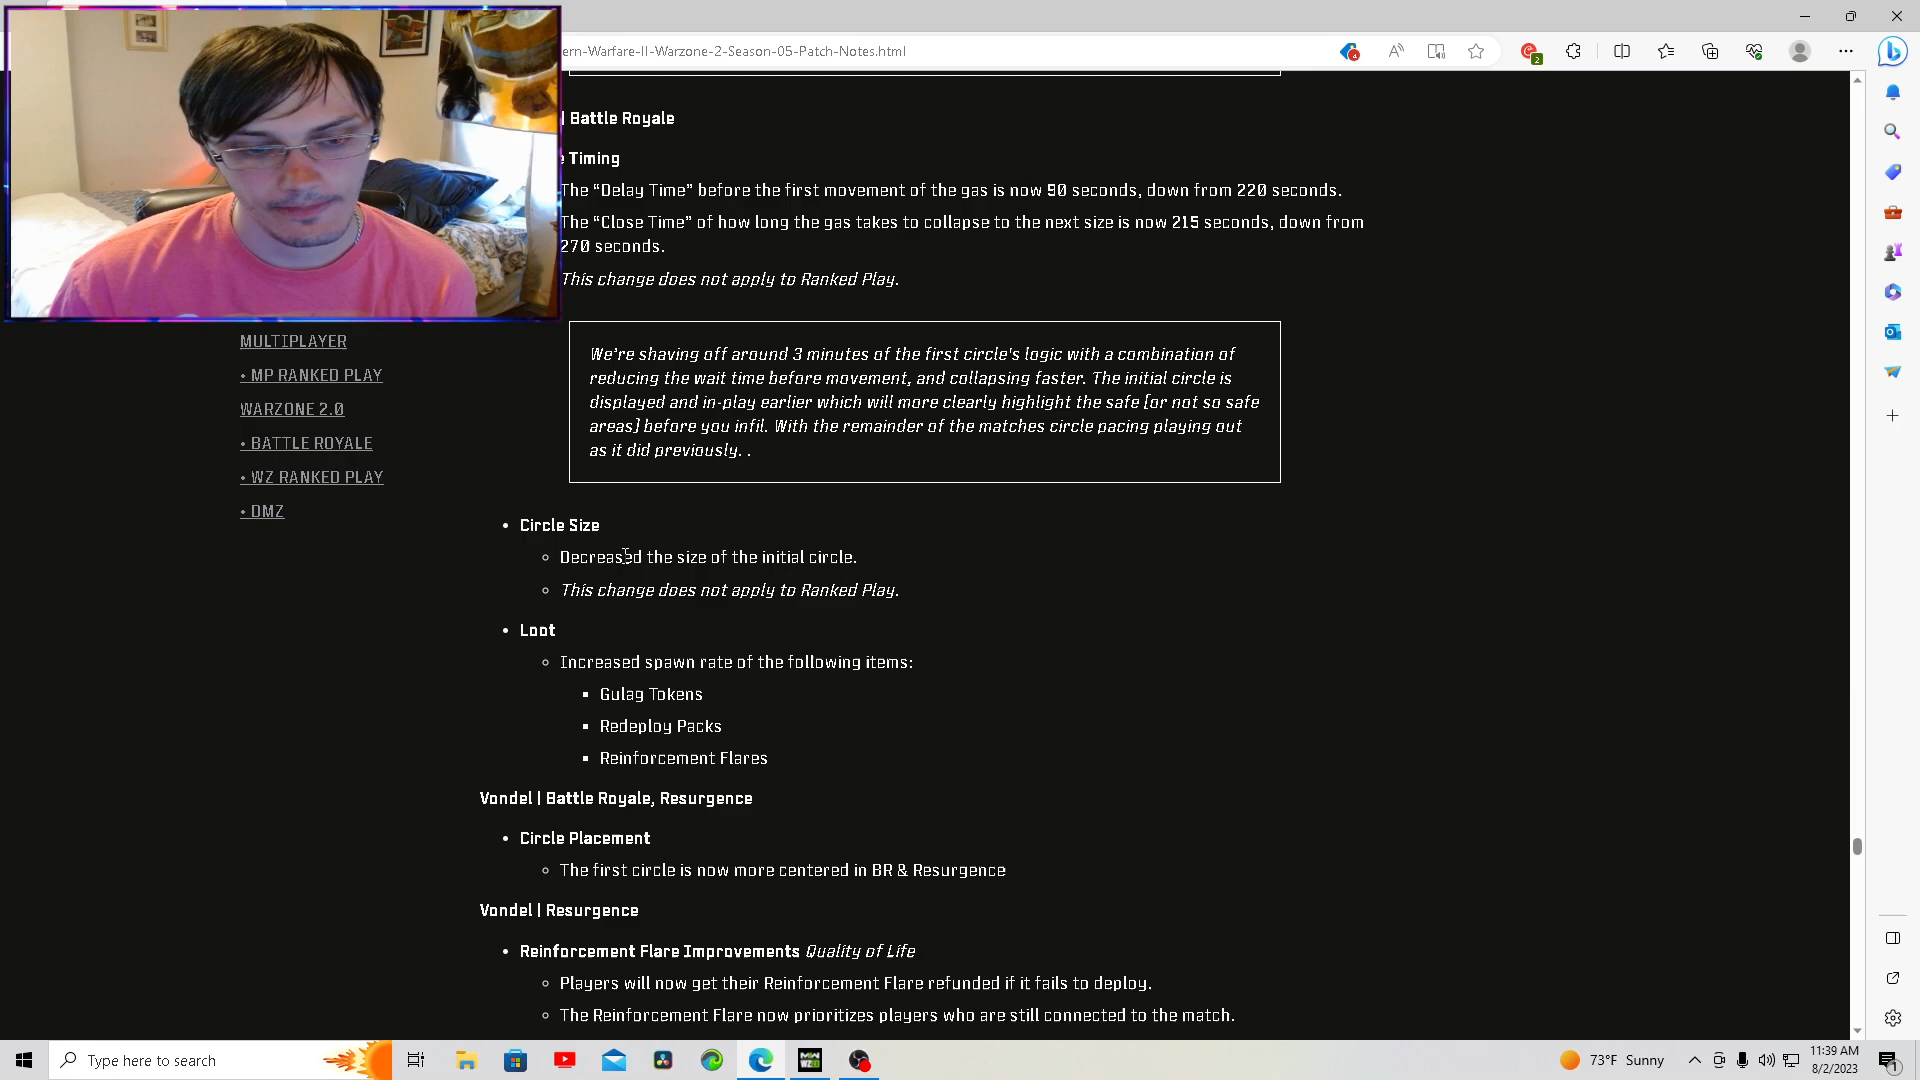 ern-Warfare-II-Warzone-2-Season-05-Patch-Notes.html
| Battle Royale
e Timing
The “Delay Time” before the first movement of the gas is now 90 seconds, down from 220 seconds.
The “Close Time” of how long the gas takes to collapse to the next size is now 215 seconds, down from
270 seconds.
This change does not apply to Ranked Play.
MULTIPLAYER
• MP RANKED PLAY
WARZONE 2.0
• BATTLE ROYALE
• WZ RANKED PLAY
• DMZ
We're shaving off around 3 minutes of the first circle's logic with a combination of
reducing the wait time before movement, and collapsing faster. The initial circle is
displayed and in-play earlier which will more clearly highlight the safe (or not so safe
areas) before you infil. With the remainder of the matches circle pacing playing out
as it did previously. .
• Circle Size
Decreased the size of the initial circle.
This change does not apply to Ranked Play.
• Loot
Increased spawn rate of the following items:
Gulag Tokens
Redeploy Packs
Reinforcement Flares
Vondel | Battle Royale, Resurgence
• Circle Placement
The first circle is now more centered in BR & Resurgence
Vondel | Resurgence
• Reinforcement Flare Improvements Quality of Life
Players will now get their Reinforcement Flare refunded if it fails to deploy.
The Reinforcement Flare now prioritizes players who are still connected to the match.
Type here to search
73°F Sunny
11:39 AM
8/2/2023